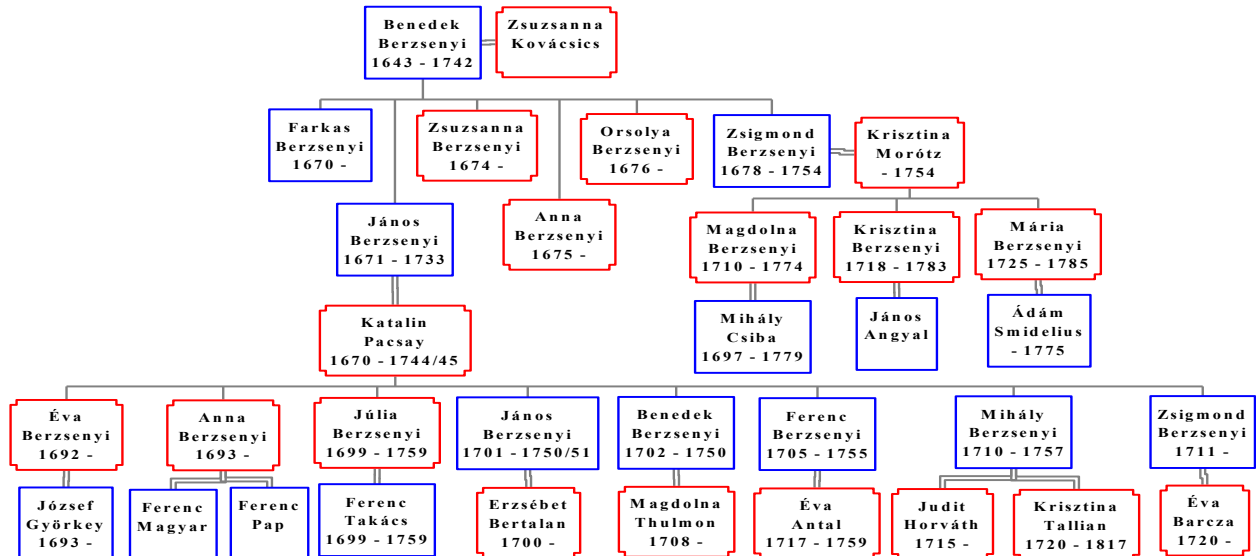 Benedek
Berzsenyi
1643 - 1742
Zsuzsanna
Kovácsics
Farkas
Berzsenyi
1670 -
Zsuzsanna
Berzsenyi
1674 -
Orsolya
Berzsenyi
1676 -
Zsigmond
Berzsenyi
1678 - 1754
Krisztina
Morótz
- 1754
János
Berzsenyi
1671 - 1733
Anna
Berzsenyi
1675 -
Magdolna
Berzsenyi
1710 - 1774
Krisztina
Berzsenyi
1718 - 1783
Mária
Berzsenyi
1725 - 1785
Katalin
Pacsay
1670 - 1744/45
Mihály
Csiba
1697 - 1779
János
Angyal
Ádám
Smidelius
- 1775
Éva
Berzsenyi
1692 -
Anna
Berzsenyi
1693 -
Júlia
Berzsenyi
1699 - 1759
János
Berzsenyi
1701 - 1750/51
Benedek
Berzsenyi
1702 - 1750
Ferenc
Berzsenyi
1705 - 1755
Mihály
Berzsenyi
1710 - 1757
Zsigmond
Berzsenyi
1711 -
József
Györkey
1693 -
Ferenc
Magyar
Ferenc
Pap
Ferenc
Takács
1699 - 1759
Erzsébet
Bertalan
1700 -
Magdolna
Thulmon
1708 -
Éva
Antal
1717 - 1759
Judit
Horváth
1715 -
Krisztina
Tallian
1720 - 1817
Éva
Barcza
1720 -